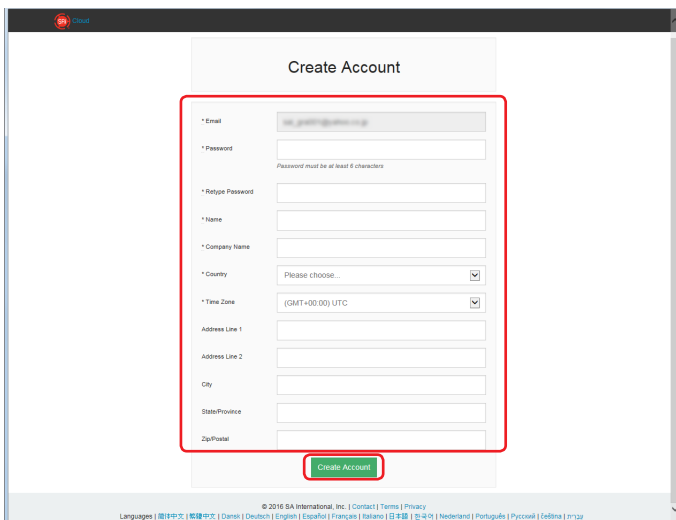 SAi Cloud
Create Account
* Email
* Password
Password must be at least 6 characters
* Retype Password
* Name
* Company Name
* Country
Please choose...
* Time Zone
(GMT+00:00) UTC
Address Line 1
Address Line 2
City
State/Province
Zip/Postal
Create Account
© 2016 SA International, Inc. | Contact | Terms | Privacy
Languages | 简体中文 | 繁體中文 | Dansk | Deutsch | English | Español | Français | Italiano | 日本語 | 한국어 | Nederland | Português | Русский | čeština | עברית